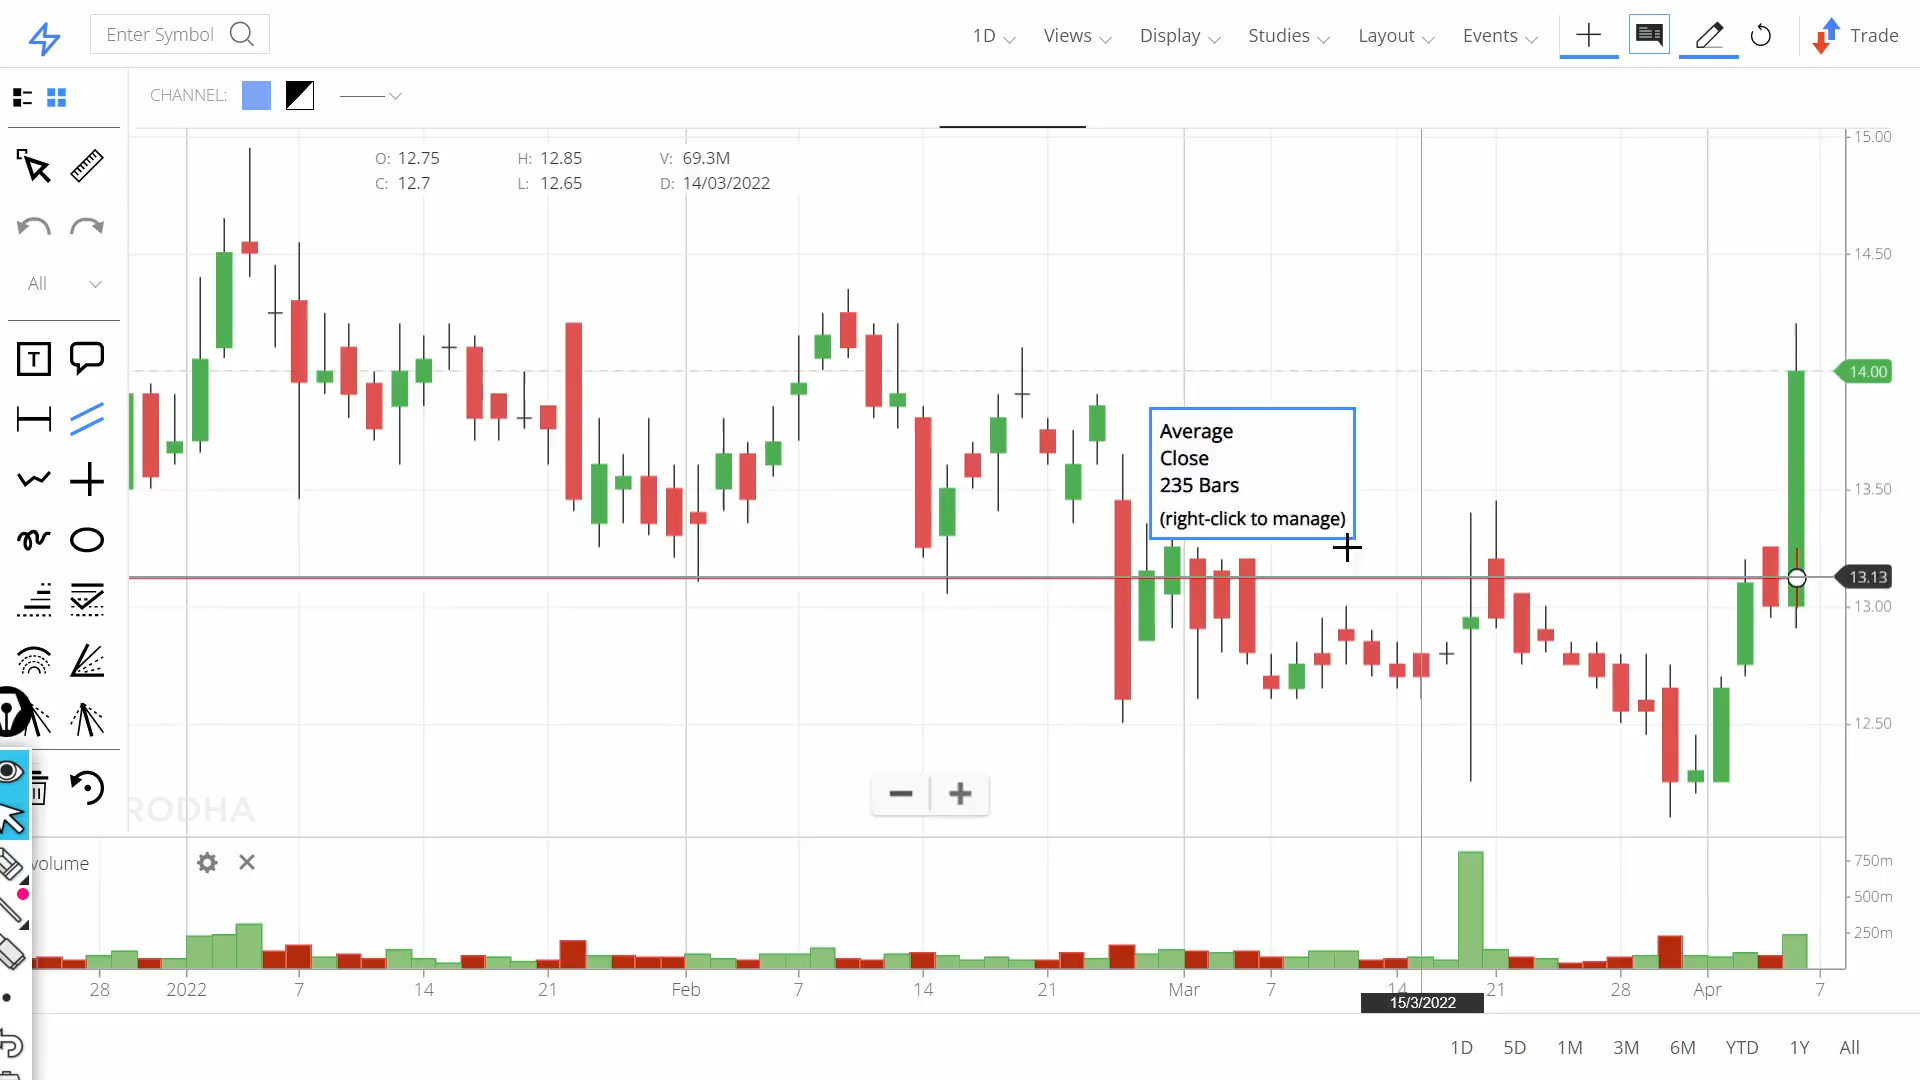 Enter Symbol
1D
Views
Display
Studies
Layout
Events
Trade
CHANNEL:
O: 12.75
H: 12.85
V: 69.3M
C: 12.7
L: 12.65
D: 14/03/2022
All
T
15.00
14.50
14.00
13.50
13.13
13.00
12.50
Average
Close
235 Bars
(right-click to manage)
RODHA
volume
750m
500m
250m
28
2022
7
14
21
Feb
7
14
21
Mar
7
14
21
28
Apr
7
15/3/2022
1D
5D
1M
3M
6M
YTD
1Y
All